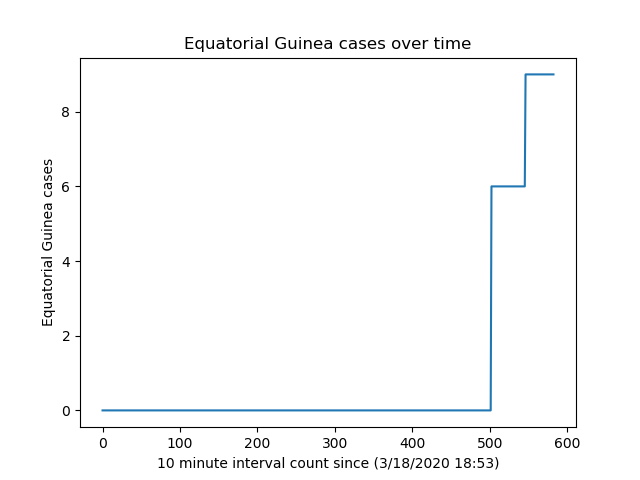 Equatorial Guinea cases over time
8
6
4
2
0
Equatorial Guinea cases
0 100 200 300 400 500 600
10 minute interval count since (3/18/2020 18:53)